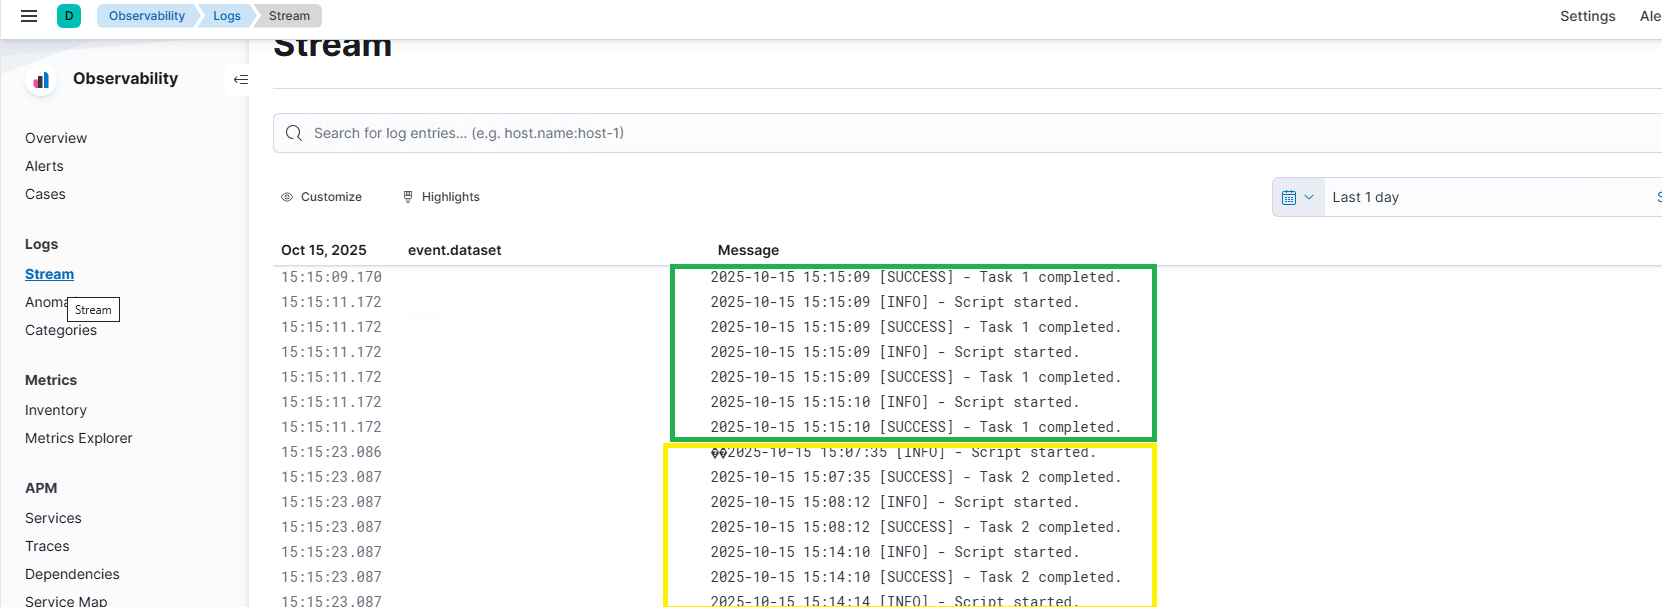 D Observability Logs Stream Settings Ale
Stream
Observability
Search for log entries... (e.g. host.name:host-1)
Overview
Alerts
Cases
Customize Highlights Last 1 day S
Logs
Oct 15, 2025 event.dataset Message
Stream
Anoma
Stream
Categories
Metrics
Inventory
Metrics Explorer
APM
Services
Traces
Dependencies
Service Map
15:15:09.170 2025-10-15 15:15:09 [SUCCESS] - Task 1 completed.
15:15:11.172 2025-10-15 15:15:09 [INFO] - Script started.
15:15:11.172 2025-10-15 15:15:09 [SUCCESS] - Task 1 completed.
15:15:11.172 2025-10-15 15:15:09 [INFO] - Script started.
15:15:11.172 2025-10-15 15:15:09 [SUCCESS] - Task 1 completed.
15:15:11.172 2025-10-15 15:15:10 [INFO] - Script started.
15:15:11.172 2025-10-15 15:15:10 [SUCCESS] - Task 1 completed.
15:15:23.086 ��2025-10-15 15:07:35 [INFO] - Script started.
15:15:23.087 2025-10-15 15:07:35 [SUCCESS] - Task 2 completed.
15:15:23.087 2025-10-15 15:08:12 [INFO] - Script started.
15:15:23.087 2025-10-15 15:08:12 [SUCCESS] - Task 2 completed.
15:15:23.087 2025-10-15 15:14:10 [INFO] - Script started.
15:15:23.087 2025-10-15 15:14:10 [SUCCESS] - Task 2 completed.
15:15:23.087 2025-10-15 15:14:14 [INFO] - Script started.